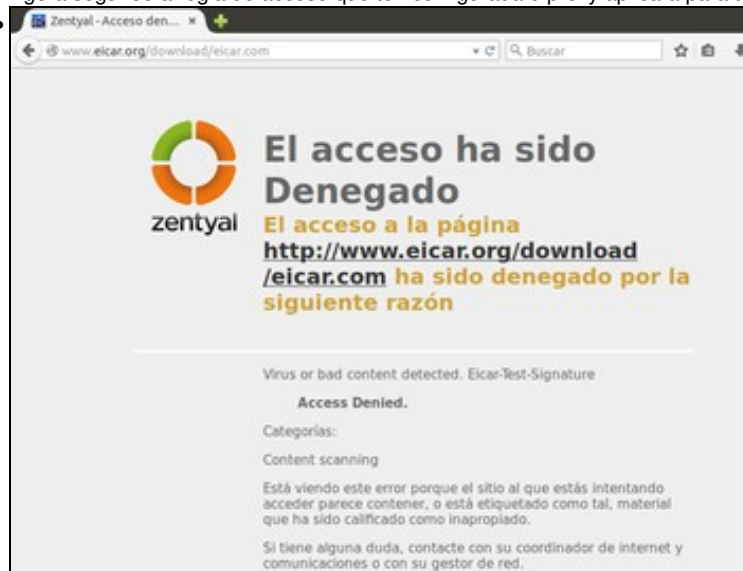 Zentyal - Acceso den...
www.eicar.org/download/eicar.com
Buscar
zentyal
El acceso ha sido
Denegado
El acceso a la página
http://www.eicar.org/download
/eicar.com ha sido denegado por la
siguiente razón
Virus or bad content detected. Eicar-Test-Signature
Access Denied.
Categorías:
Content scanning
Está viendo este error porque el sitio al que estás intentando
acceder parece contener, o está etiquetado como tal, material
que ha sido calificado como inapropiado.
Si tiene alguna duda, contacte con su coordinador de internet y
comunicaciones o con su gestor de red.